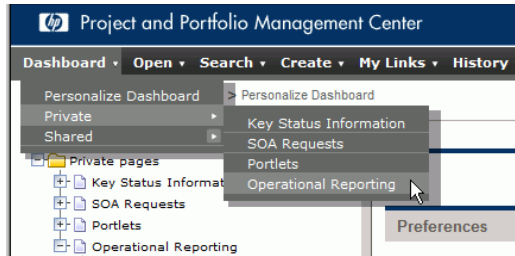 hp Project and Portfolio Management Center
Dashboard Open Search Create My Links History
Personalize Dashboard > Personalize Dashboard
Private Key Status Information
Shared SOA Requests
Private pages Portlets
Key Status Informat Operational Reporting
SOA Requests
Portlets Preferences
Operational Reporting